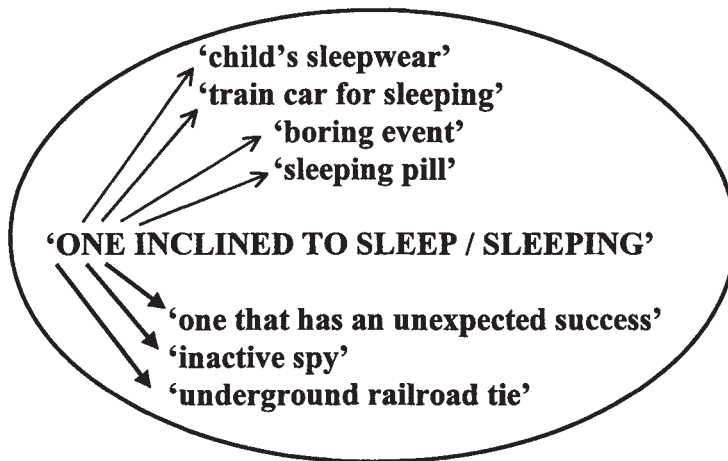 ‘child’s sleepwear’
‘train car for sleeping’
‘boring event’
‘sleeping pill’
‘ONE INCLINED TO SLEEP / SLEEPING’
‘one that has an unexpected success’
‘inactive spy’
‘underground railroad tie’